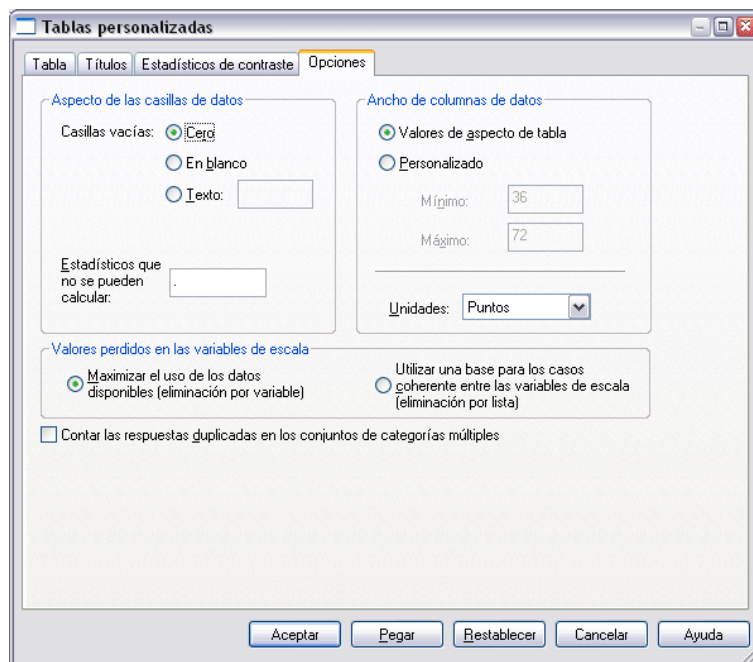 Tablas personalizadas
Tabla
Títulos
Estadísticos de contraste
Opciones
Aspecto de las casillas de datos
Casillas vacías:
Cero
En blanco
Texto:
Estadísticos que
no se pueden
calcular:
.
Ancho de columnas de datos
Valores de aspecto de tabla
Personalizado
Mínimo:
36
Máximo:
72
Unidades:
Puntos
Valores perdidos en las variables de escala
Maximizar el uso de los datos
disponibles (eliminación por variable)
Utilizar una base para los casos
coherente entre las variables de escala
(eliminación por lista)
Contar las respuestas duplicadas en los conjuntos de categorías múltiples
Aceptar
Pegar
Restablecer
Cancelar
Ayuda